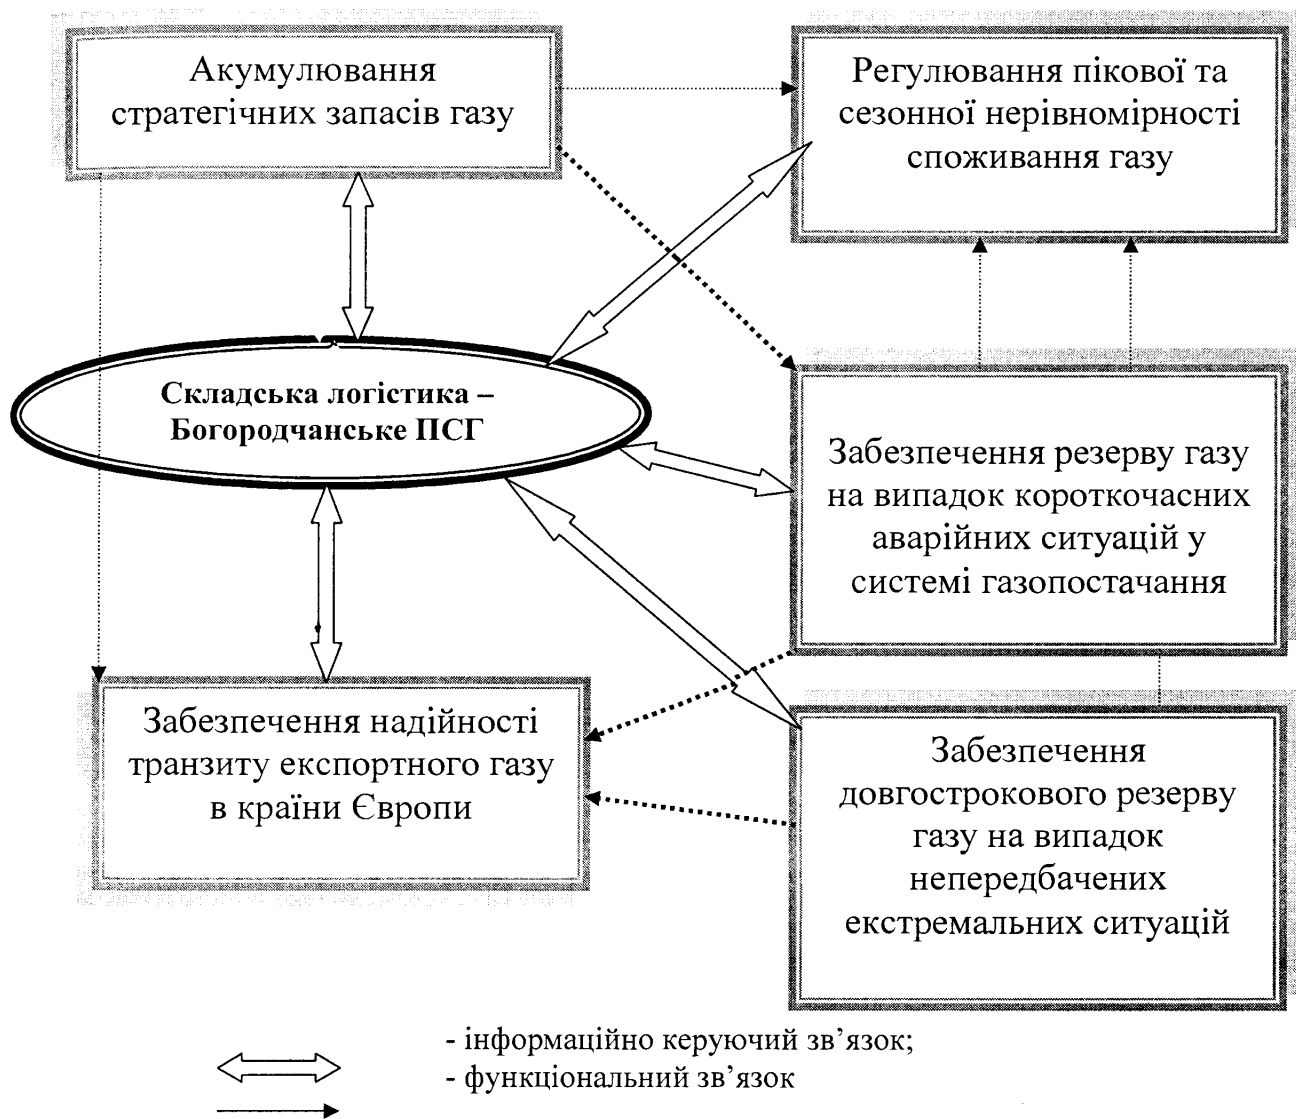 Акумулювання
стратегічних запасів газу
Регулювання пікової та
сезонної нерівномірності
споживання газу
Складська логістика –
Богородчанське ПСГ
Забезпечення резерву газу
на випадок короткочасних
аварійних ситуацій у
системі газопостачання
Забезпечення надійності
транзиту експортного газу
в країни Європи
Забезпечення
довгострокового резерву
газу на випадок
непередбачених
екстремальних ситуацій
- інформаційно керуючий зв’язок;
- функціональний зв’язок